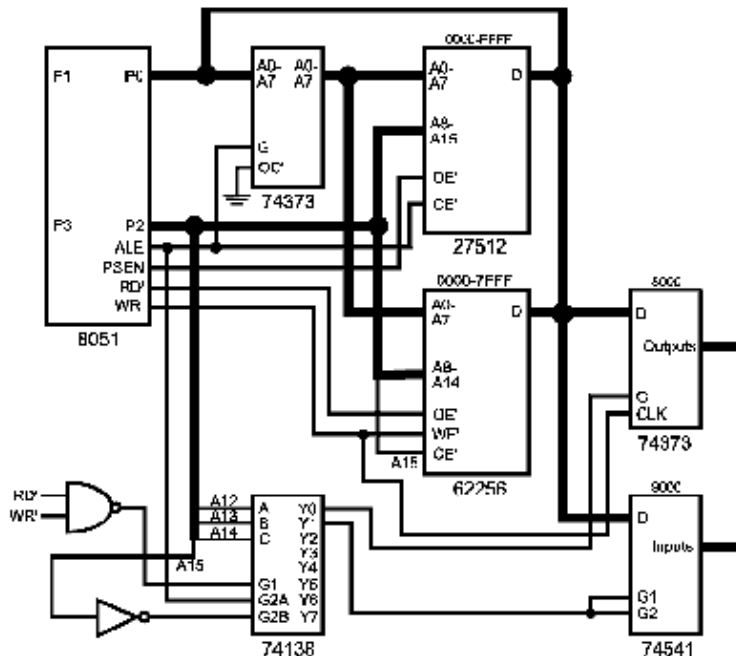 0000-FFFF
P1
P0
A0-
A7
A0-
A7
A0-
A7
D
A8-
A15
G
OC'
OE'
CE'
74373
27512
P3
P2
ALE
PSEN
RD'
WR
8051
0000-7FFF
A0-
A7
D
A8-
A14
OE'
WE'
A15
CE'
62256
8000
D
Outputs
G
CLK
74373
RD'
WR'
A12
A13
A14
A15
A
B
C
G1
G2A
G2B
Y0
Y1
Y2
Y3
Y4
Y5
Y6
Y7
74138
9000
D
Inputs
G1
G2
74541